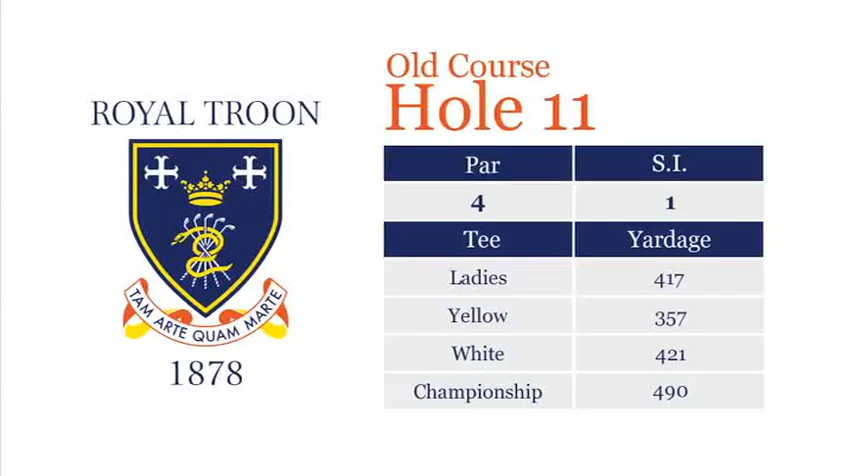 ROYAL TROON
TAM ARTE QUAM MARTE
1878
Old Course
Hole 11
Par S.I.
4 1
Tee Yardage
Ladies 417
Yellow 357
White 421
Championship 490